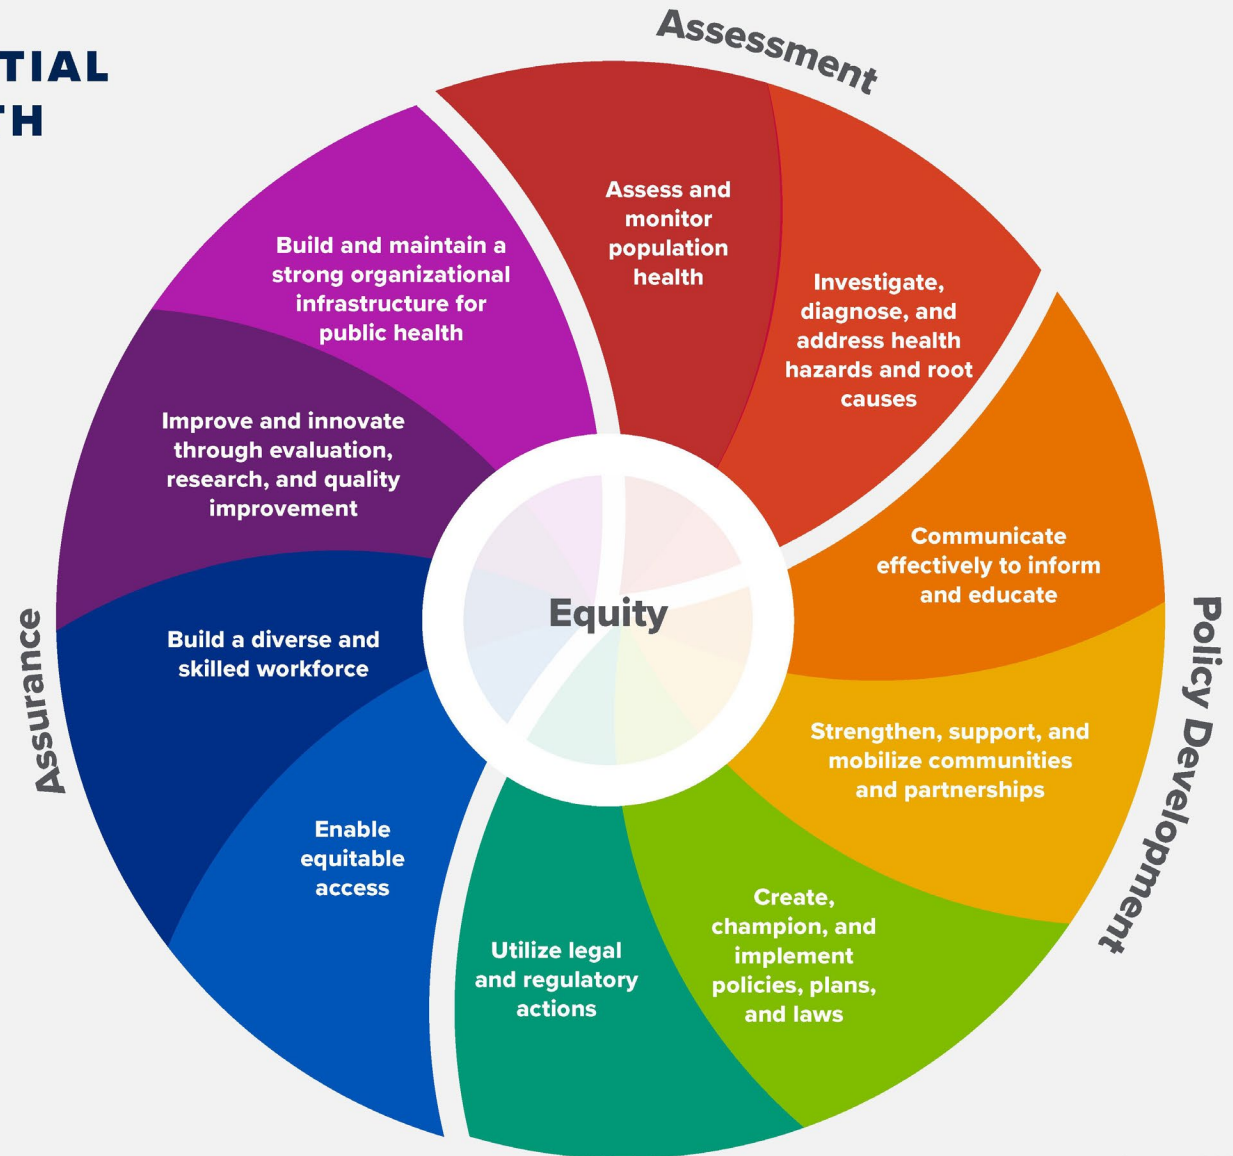 TIAL
TH
Assessment
Assess and
monitor
population
health
Investigate,
diagnose, and
address health
hazards and root
causes
Communicate
effectively to inform
and educate
Policy Development
Strengthen, support, and
mobilize communities
and partnerships
Create,
champion, and
implement
policies, plans,
and laws
Utilize legal
and regulatory
actions
Enable
equitable
access
Assurance
Build a diverse and
skilled workforce
Improve and innovate
through evaluation,
research, and quality
improvement
Build and maintain a
strong organizational
infrastructure for
public health
Equity